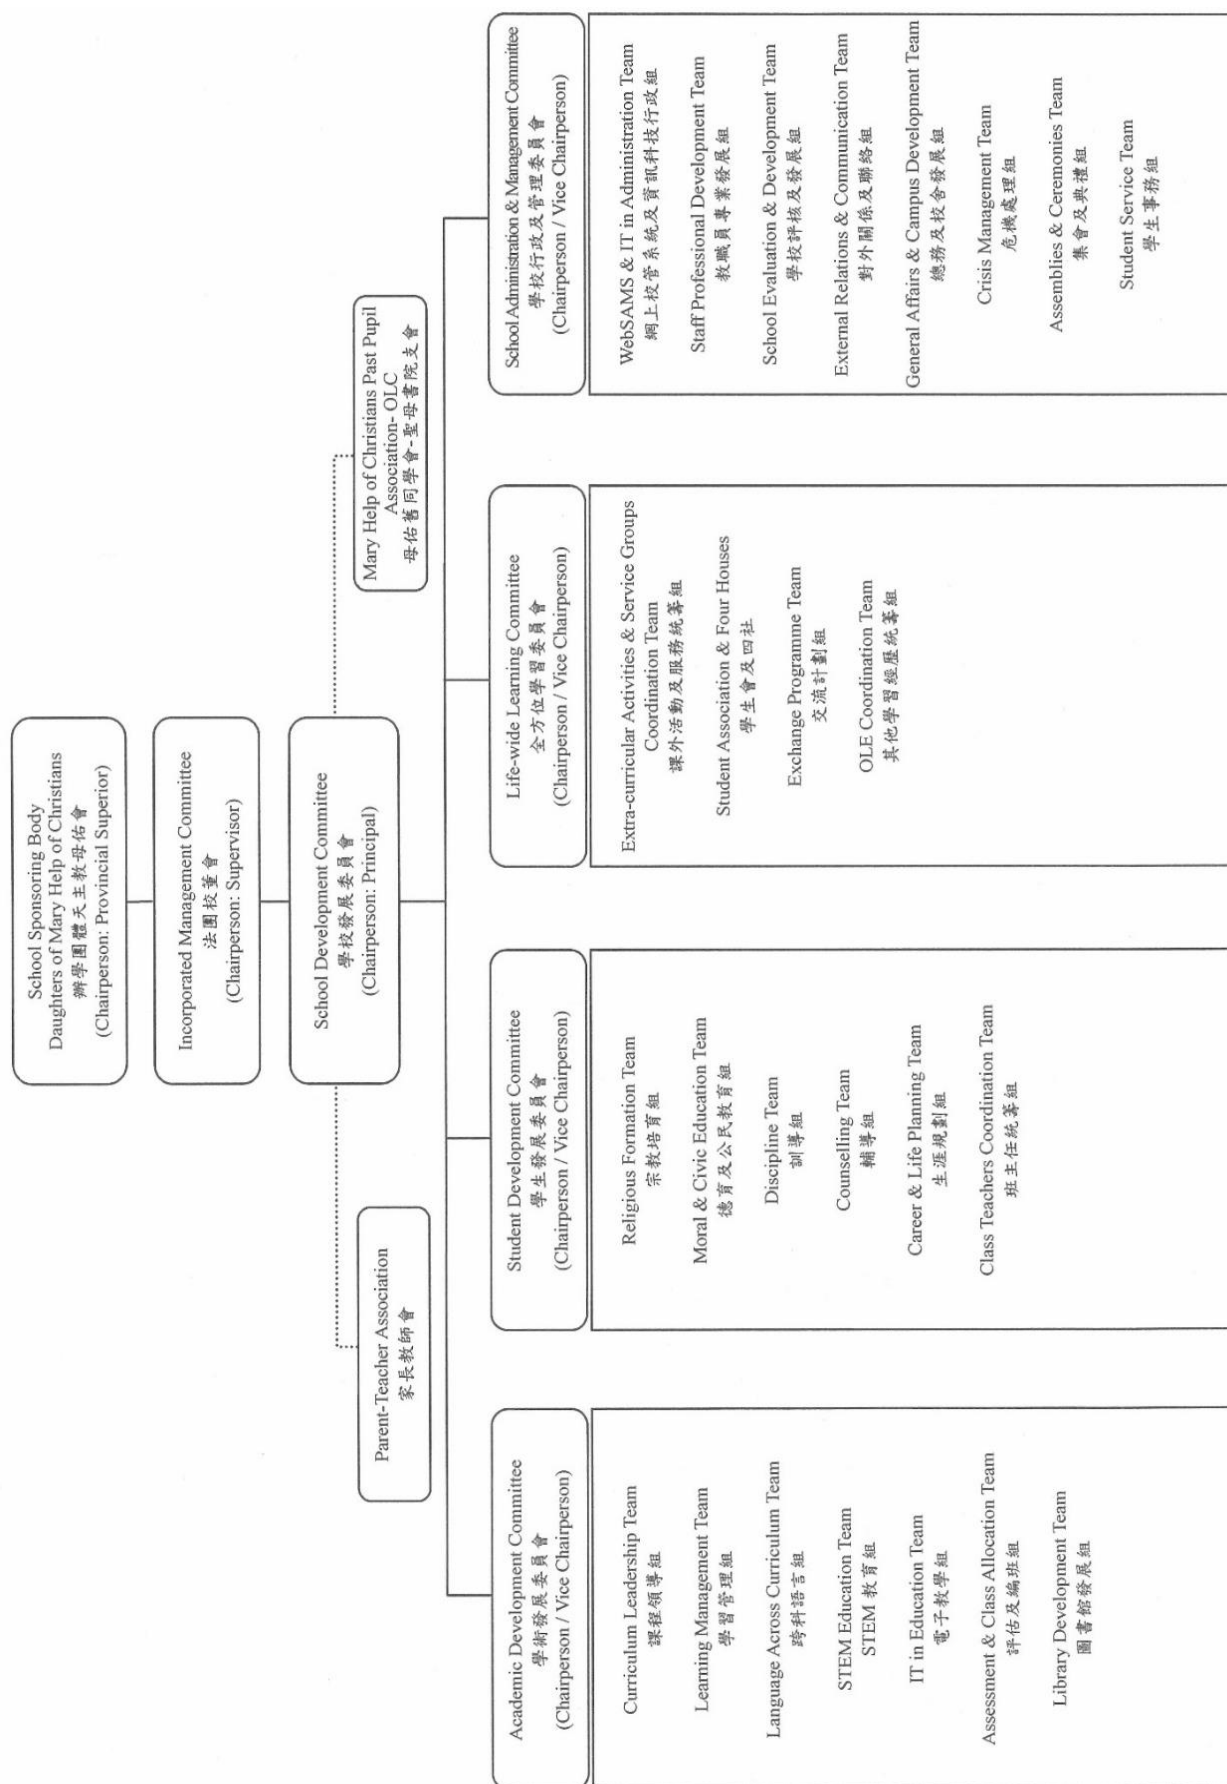 School Sponsoring Body
Daughters of Mary Help of Christians
辦學團體天主教母佑會
(Chairperson: Provincial Superior)
Incorporated Management Committee
法團校董會
(Chairperson: Supervisor)
School Development Committee
學校發展委員會
(Chairperson: Principal)
Parent-Teacher Association
家長教師會
Mary Help of Christians Past Pupil
Association- OLC
母佑舊同學會-聖母書院支會
Academic Development Committee
學術發展委員會
(Chairperson / Vice Chairperson)
Curriculum Leadership Team
課程領導組
Learning Management Team
學習管理組
Language Across Curriculum Team
跨科語言組
STEM Education Team
STEM 教育組
IT in Education Team
電子教學組
Assessment & Class Allocation Team
評估及編班組
Library Development Team
圖書館發展組
Student Development Committee
學生發展委員會
(Chairperson / Vice Chairperson)
Religious Formation Team
宗教培育組
Moral & Civic Education Team
德育及公民教育組
Discipline Team
訓導組
Counselling Team
輔導組
Career & Life Planning Team
生涯規劃組
Class Teachers Coordination Team
班主任統籌組
Life-wide Learning Committee
全方位學習委員會
(Chairperson / Vice Chairperson)
Extra-curricular Activities & Service Groups
Coordination Team
課外活動及服務統籌組
Student Association & Four Houses
學生會及四社
Exchange Programme Team
交流計劃組
OLE Coordination Team
其他學習經歷統籌組
School Administration & Management Committee
學校行政及管理委員會
(Chairperson / Vice Chairperson)
WebSAMS & IT in Administration Team
網上校管系統及資訊科技行政組
Staff Professional Development Team
教職員專業發展組
School Evaluation & Development Team
學校評核及發展組
External Relations & Communication Team
對外關係及聯絡組
General Affairs & Campus Development Team
總務及校舍發展組
Crisis Management Team
危機處理組
Assemblies & Ceremonies Team
集會及典禮組
Student Service Team
學生事務組